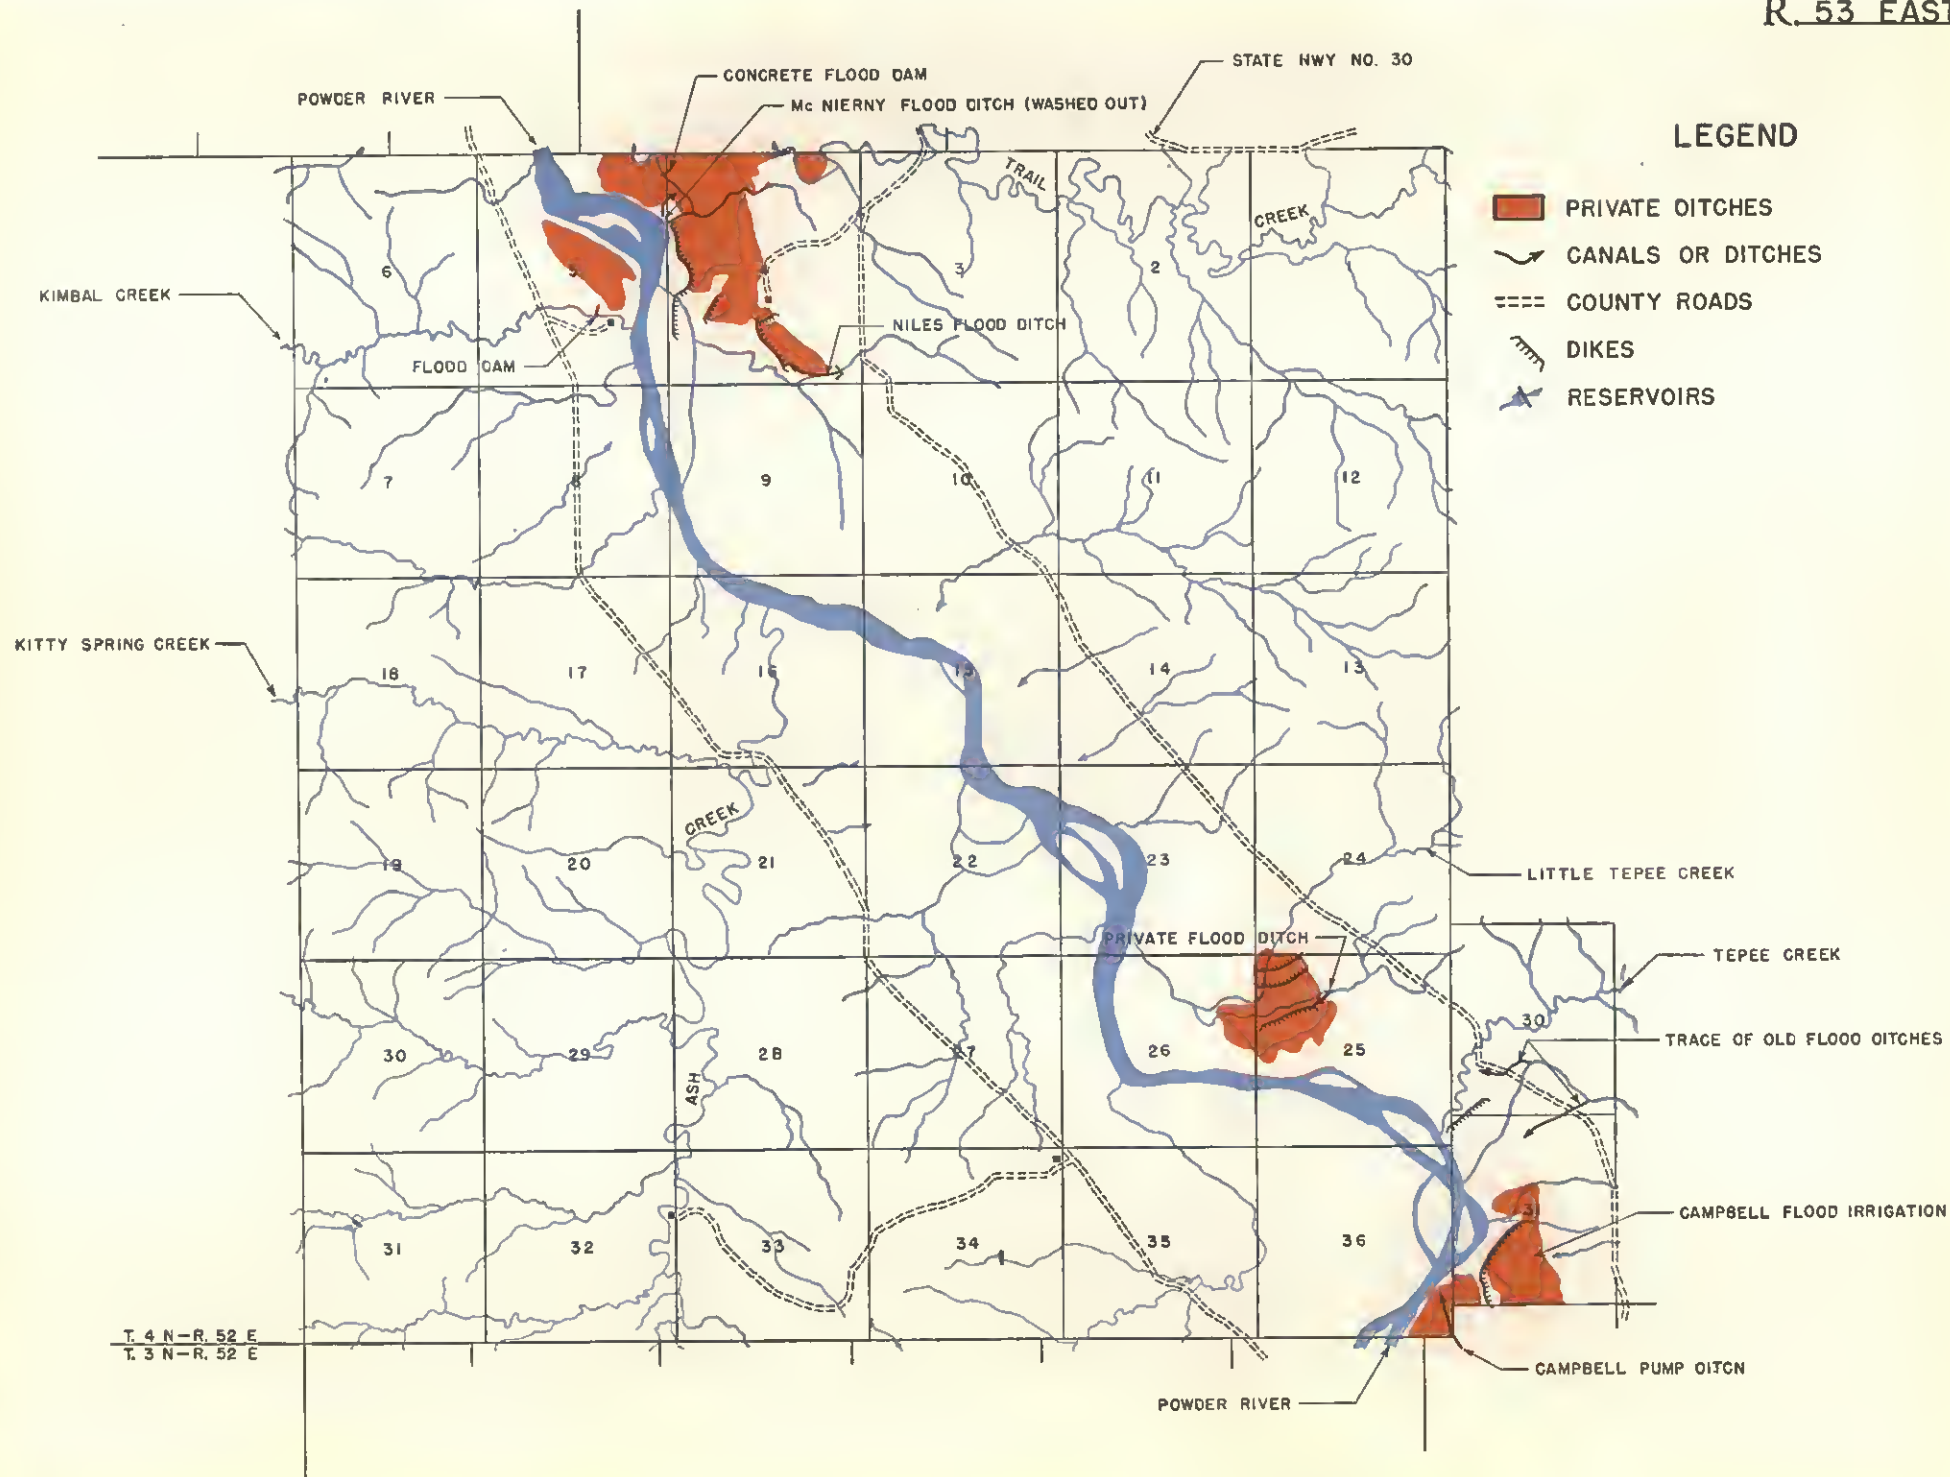 R. 53 EAST
STATE HWY NO. 30
CONCRETE FLOOD DAM
POWDER RIVER
Mc NIERNY FLOOD DITCH (WASHED OUT)
LEGEND
PRIVATE DITCHES
CANALS OR DITCHES
COUNTY ROADS
DIKES
RESERVOIRS
TRAIL
CREEK
6
5
4
3
2
KIMBAL CREEK
NILES FLOOD DITCH
FLOOD DAM
7
8
9
10
11
12
KITTY SPRING CREEK
18
17
16
15
14
13
CREEK
19
20
21
22
23
24
LITTLE TEPEE CREEK
PRIVATE FLOOD DITCH
TEPEE CREEK
30
TRACE OF OLD FLOOD DITCHES
30
29
28
27
26
25
ASH
31
CAMPBELL FLOOD IRRIGATION
31
32
33
34
35
36
T. 4 N-R. 52 E
T. 3 N-R. 52 E
CAMPBELL PUMP DITCH
POWDER RIVER